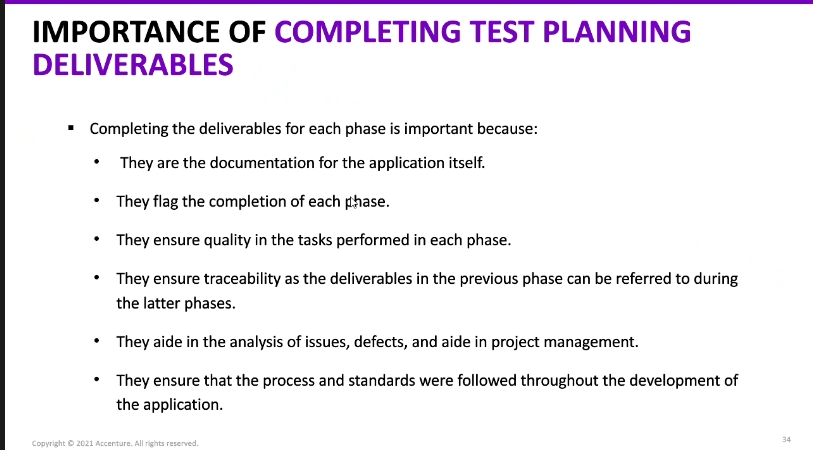 IMPORTANCE OF COMPLETING TEST PLANNING
DELIVERABLES
▪ Completing the deliverables for each phase is important because:
• They are the documentation for the application itself.
• They flag the completion of each phase.
• They ensure quality in the tasks performed in each phase.
• They ensure traceability as the deliverables in the previous phase can be referred to during
the latter phases.
• They aide in the analysis of issues, defects, and aide in project management.
• They ensure that the process and standards were followed throughout the development of
the application.
Copyright © 2021 Accenture. All rights reserved.
34